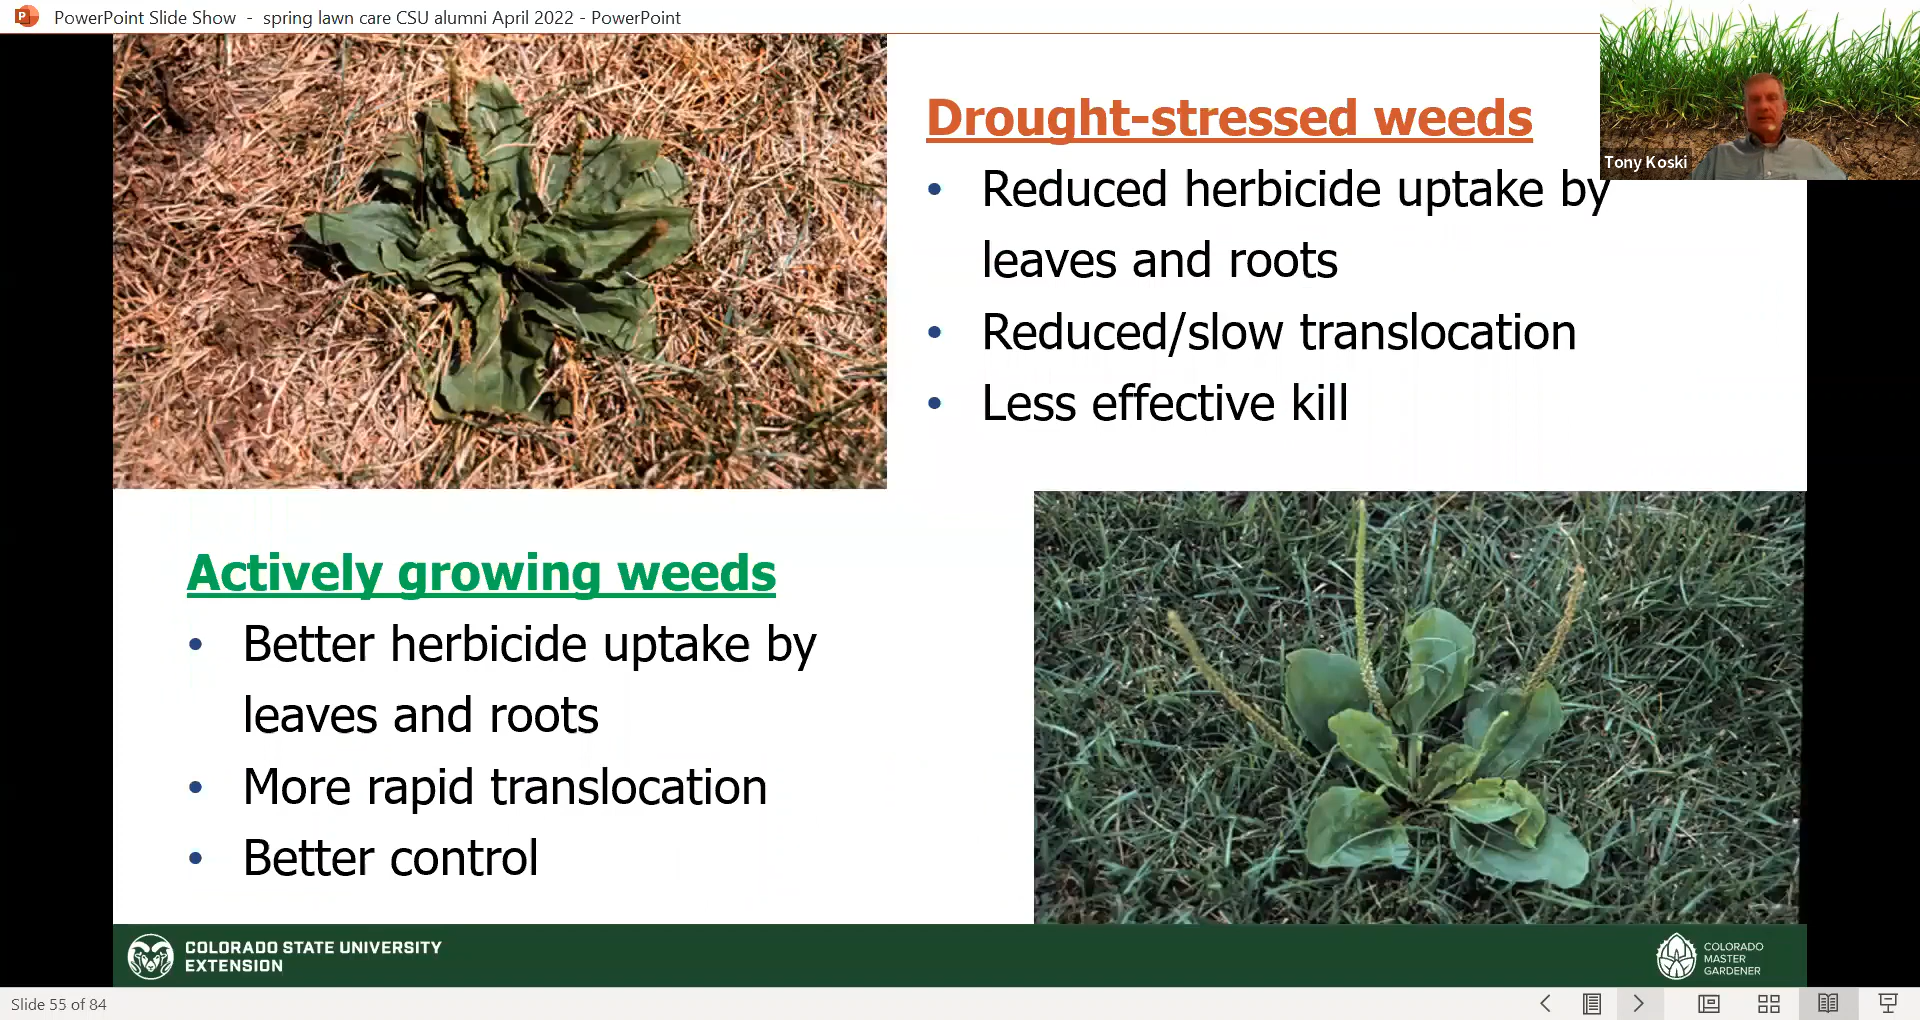 PowerPoint Slide Show  -  spring lawn care CSU alumni April 2022 - PowerPoint
Tony Koski
Drought-stressed weeds
• Reduced herbicide uptake by
leaves and roots
• Reduced/slow translocation
• Less effective kill
Actively growing weeds
• Better herbicide uptake by
leaves and roots
• More rapid translocation
• Better control
COLORADO STATE UNIVERSITY
EXTENSION
COLORADO
MASTER
GARDENER
Slide 55 of 84